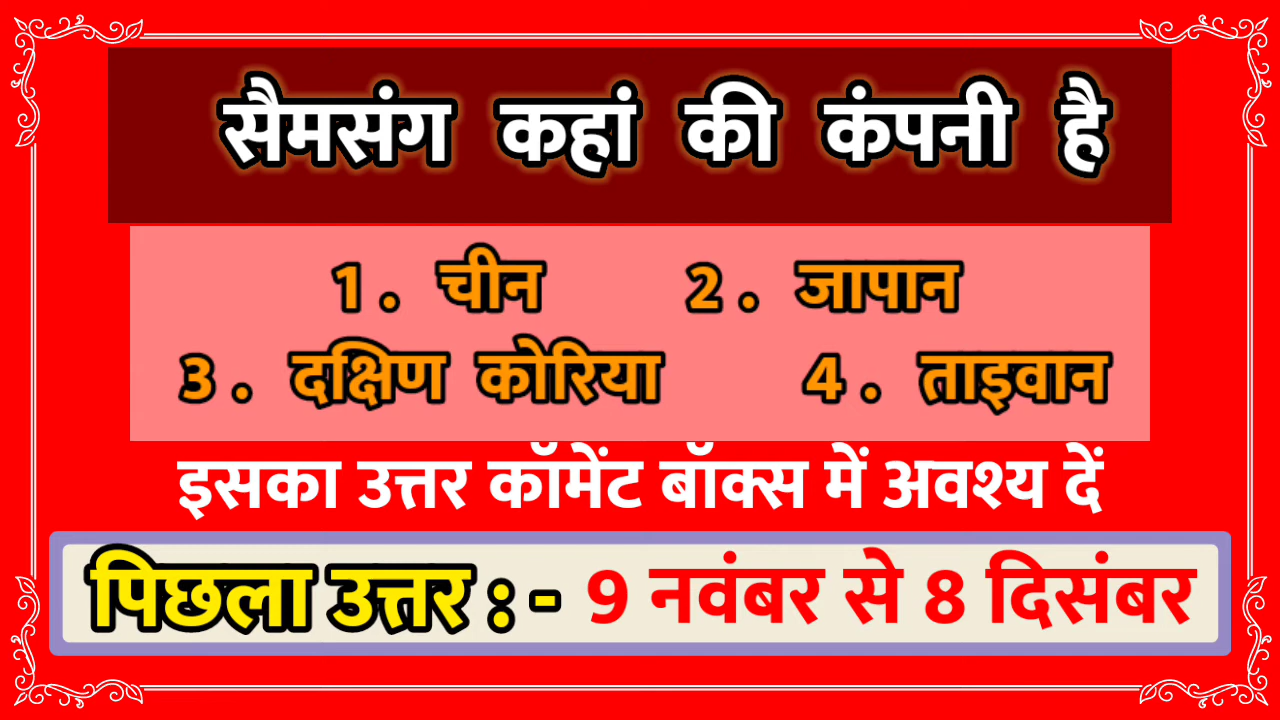 सैमसंग कहां की कंपनी है
1. चीन 2. जापान
3. दक्षिण कोरिया 4. ताइवान
इसका उत्तर कॉमेंट बॉक्स में अवश्य दें
पिछला उत्तर :- 9 नवंबर से 8 दिसंबर